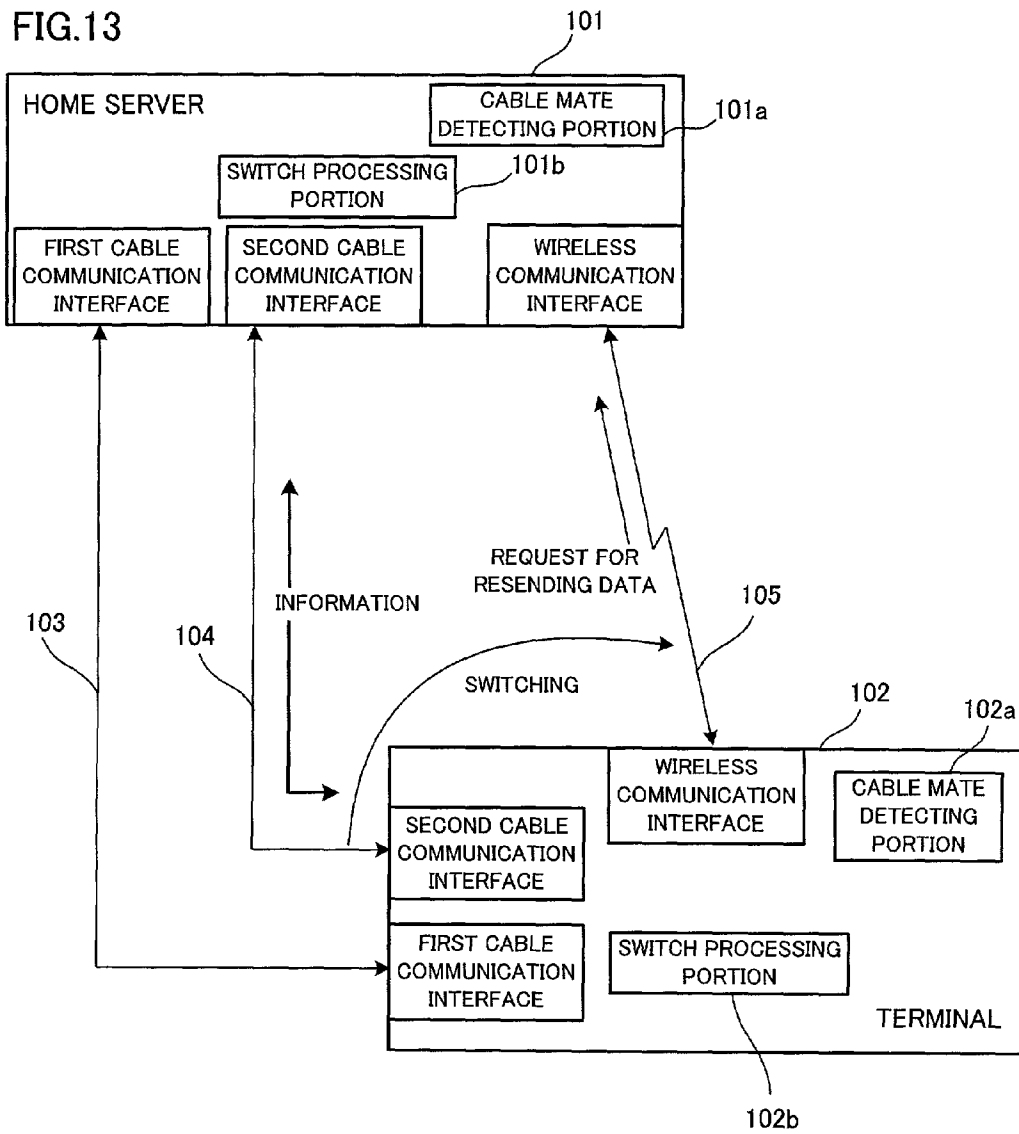 FIG.13
101
HOME SERVER
CABLE MATE
DETECTING PORTION
101a
SWITCH PROCESSING
PORTION
101b
FIRST CABLE
COMMUNICATION
INTERFACE
SECOND CABLE
COMMUNICATION
INTERFACE
WIRELESS
COMMUNICATION
INTERFACE
REQUEST FOR
RESENDING DATA
INFORMATION
103
104
105
SWITCHING
102
102a
WIRELESS
COMMUNICATION
INTERFACE
CABLE MATE
DETECTING
PORTION
SECOND CABLE
COMMUNICATION
INTERFACE
FIRST CABLE
COMMUNICATION
INTERFACE
SWITCH PROCESSING
PORTION
TERMINAL
102b